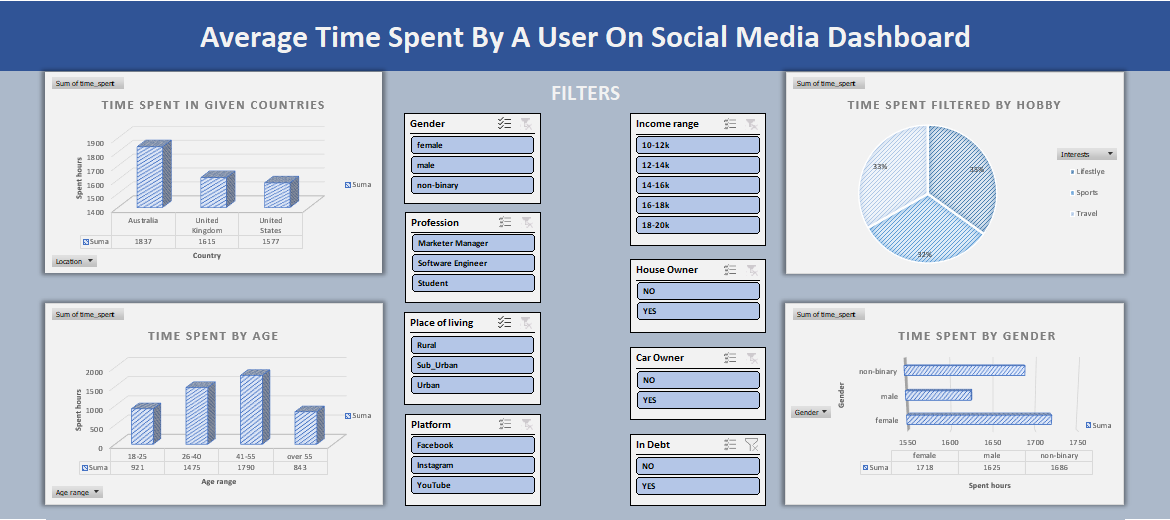 Average Time Spent By A User On Social Media Dashboard
Sum of time_spent
TIME SPENT IN GIVEN COUNTRIES
Spent hours
1900
1800
1700
1600
1500
1400
Australia
United
Kingdom
United
States
Suma
1837
1615
1577
Country
Suma
Location
Sum of time_spent
TIME SPENT BY AGE
Spent hours
2000
1500
1000
500
0
18-25
26-40
41-55
over 55
Suma
921
1475
1790
843
Age range
Suma
Age range
FILTERS
Gender
female
male
non-binary
Profession
Marketer Manager
Software Engineer
Student
Place of living
Rural
Sub_Urban
Urban
Platform
Facebook
Instagram
YouTube
Income range
10-12k
12-14k
14-16k
16-18k
18-20k
House Owner
NO
YES
Car Owner
NO
YES
In Debt
NO
YES
Sum of time_spent
TIME SPENT FILTERED BY HOBBY
33%
35%
32%
Interests
Lifestlye
Sports
Travel
Sum of time_spent
TIME SPENT BY GENDER
Gender
Gender
non-binary
male
female
1550
1600
1650
1700
1750
female
male
non-binary
Suma
1718
1625
1686
Spent hours
Suma